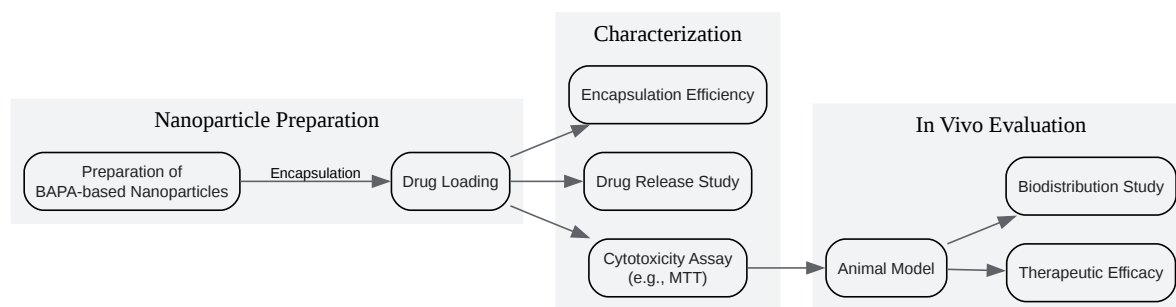 Nanoparticle Preparation
Preparation of
BAPA-based Nanoparticles
Encapsulation
Drug Loading
Characterization
Encapsulation Efficiency
Drug Release Study
Cytotoxicity Assay
(e.g., MTT)
In Vivo Evaluation
Animal Model
Biodistribution Study
Therapeutic Efficacy